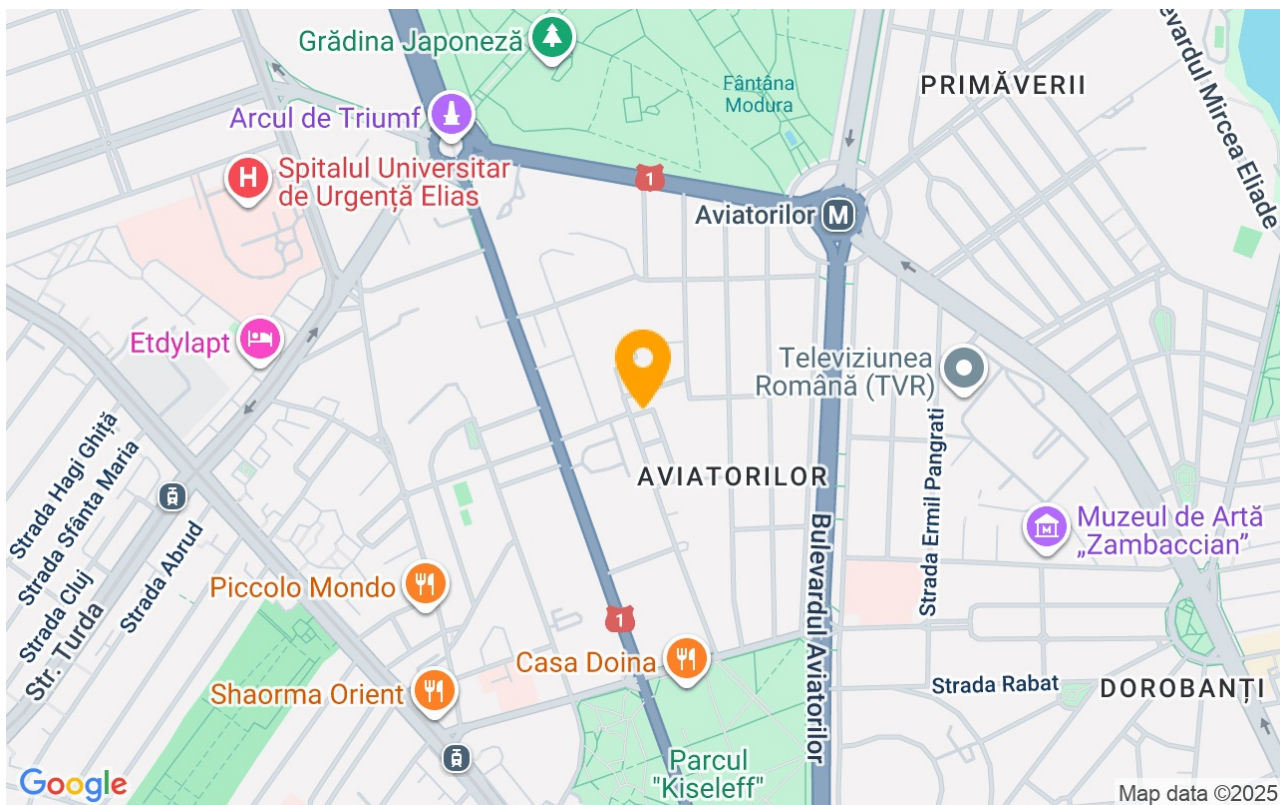 Grădina Japoneză
Fântâna
Modura
PRIMĂVERII
evardul Mircea Eliade
Arcul de Triumf
H
Spitalul Universitar
de Urgență Elias
1
Aviatorilor
M
Etdylapt
Televiziunea
Română (TVR)
Strada Hagi Ghiță
Strada Sfânta Maria
Strada Cluj
Str. Turda
Strada Abrud
AVIATORILOR
Strada Ermil Pangrati
Bulevardul Aviatorilor
M
Muzeul de Artă
„Zambaccian”
Piccolo Mondo
1
Casa Doina
Shaorma Orient
Strada Rabat
DOROBANȚI
Parcul
"Kiseleff"
Google
Map data ©2025